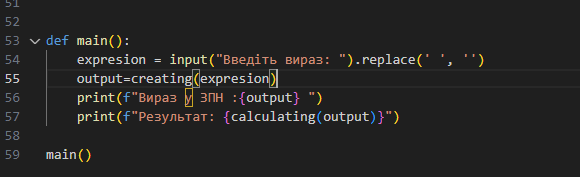 51
52
53 def main():
54 expresion = input("Введіть вираз: ").replace(' ', '')
55 output=creating(expresion)
56 print(f"Вираз у ЗПН :{output} ")
57 print(f"Результат: {calculating(output)}")
58
59 main()